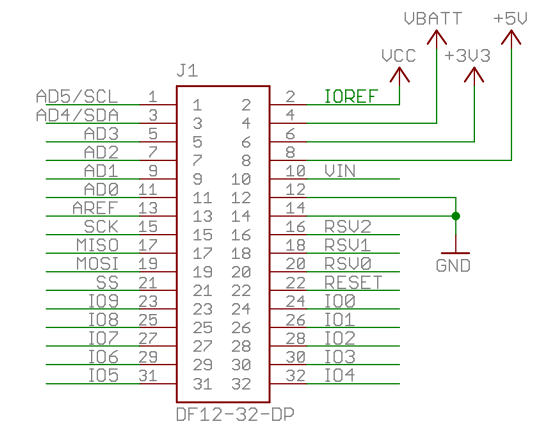 VBATT +5V
VCC +3V3
J1
AD5/SCL 1 1 2 2 IOREF
AD4/SDA 3 3 4 4
AD3 5 5 6 6
AD2 7 7 8 8
AD1 9 9 10 10 VIN
AD0 11 11 12 12
AREF 13 13 14 14
SCK 15 15 16 16 RSV2
MISO 17 17 18 18 RSV1
MOSI 19 19 20 20 RSV0
SS 21 21 22 22 RESET
IO9 23 23 24 24 IO0
IO8 25 25 26 26 IO1
IO7 27 27 28 28 IO2
IO6 29 29 30 30 IO3
IO5 31 31 32 32 IO4
GND
DF12-32-DP